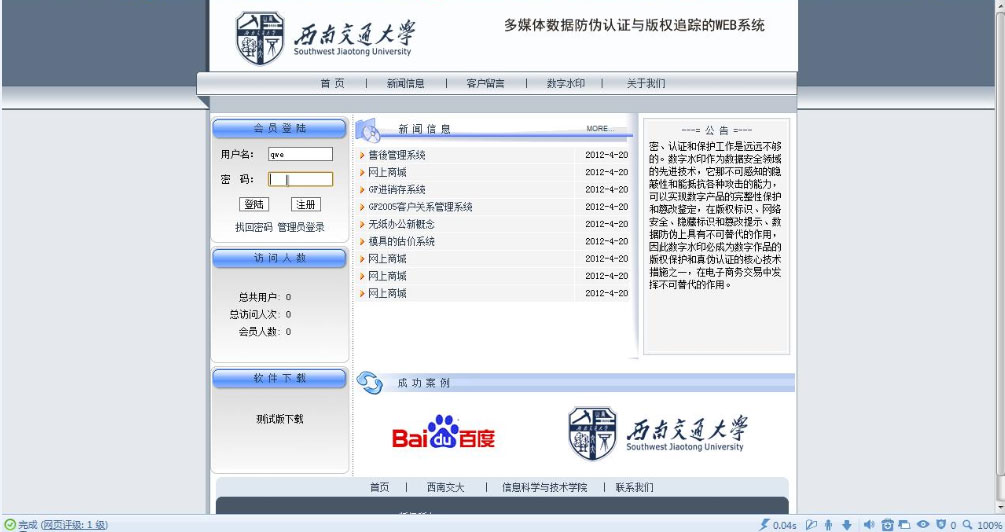 西南交通大学
Southwest Jiaotong University
多媒体数据防伪认证与版权追踪的WEB系统
首 页 | 新闻信息 | 客户留言 | 数字水印 | 关于我们
会 员 登 陆
用户名: qwe
密 码:
登陆 注册
找回密码 管理员登录
访 问 人 数
总共用户: 0
总访问人次: 0
会员人数: 0
软 件 下 载
测试版下载
新 闻 信 息 MORE...
售後管理系统 2012-4-20
网上商城 2012-4-20
GF进销存系统 2012-4-20
GF2005客户关系管理系统 2012-4-20
无纸办公新概念 2012-4-20
模具的估价系统 2012-4-20
网上商城 2012-4-20
网上商城 2012-4-20
网上商城 2012-4-20
---= 公 告 =---
密、认证和保护工作是远远不够
的。数字水印作为数据安全领域
的先进技术，它那不可感知的隐
蔽性和能抵抗各种攻击的能力，
可以实现数字产品的完整性保护
和篡改鉴定，在版权标识、网络
安全、隐藏标识和篡改提示、数
据防伪上具有不可替代的作用，
因此数字水印必成为数字作品的
版权保护和真伪认证的核心技术
措施之一，在电子商务交易中发
挥不可替代的作用。
成 功 案 例
Bai du 百度
西南交通大学
Southwest Jiaotong University
首页 | 西南交大 | 信息科学与技术学院 | 联系我们
完成 (网页评级: 1 级) 0.04s 0 100%